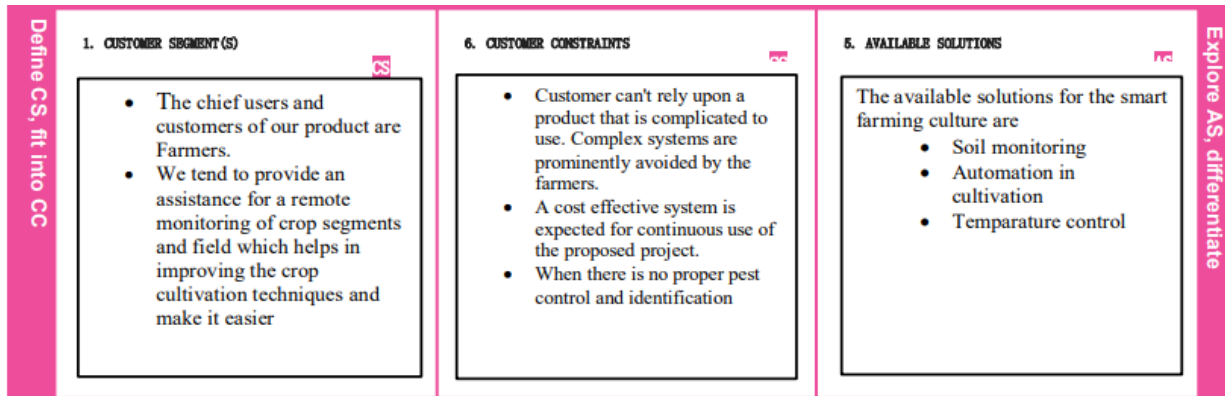 Define CS, fit into CC
1. CUSTOMER SEGMENT(S)
CS
• The chief users and
customers of our product are
Farmers.
• We tend to provide an
assistance for a remote
monitoring of crop segments
and field which helps in
improving the crop
cultivation techniques and
make it easier
6. CUSTOMER CONSTRAINTS
• Customer can't rely upon a
product that is complicated to
use. Complex systems are
prominently avoided by the
farmers.
• A cost effective system is
expected for continuous use of
the proposed project.
• When there is no proper pest
control and identification
5. AVAILABLE SOLUTIONS
AS
The available solutions for the smart
farming culture are
• Soil monitoring
• Automation in
cultivation
• Temparature control
Explore AS, differentiate